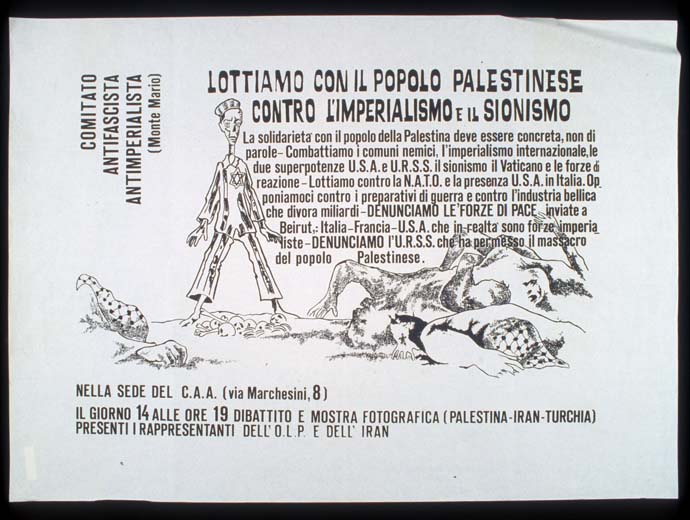 COMITATO
ANTIFASCISTA
ANTIMPERIALISTA
(Monte Mario)
LOTTIAMO CON IL POPOLO PALESTINESE
CONTRO L'IMPERIALISMO E IL SIONISMO
La solidarietà con il popolo della Palestina deve essere concreta, non di
parole - Combattiamo i comuni nemici, l'imperialismo internazionale, le
due superpotenze U.S.A e U.R.S.S. il sionismo il Vaticano e le forze di
reazione - Lottiamo contro la N.A.T.O. e la presenza U.S.A. in Italia. Op
poniamoci contro i preparativi di guerra e contro l'industria bellica
che divora miliardi - DENUNCIAMO LE FORZE DI PACE inviate a
Beirut,: Italia - Francia - U.S.A. che in realtà sono forze imperia
liste - DENUNCIAMO l'U.R.S.S. che ha permesso il massacro
del popolo Palestinese.
NELLA SEDE DEL C.A.A. (via Marchesini, 8)
IL GIORNO 14 ALLE ORE 19 DIBATTITO E MOSTRA FOTOGRAFICA (PALESTINA-IRAN-TURCHIA)
PRESENTI I RAPPRESENTANTI DELL'O.L.P. E DELL' IRAN